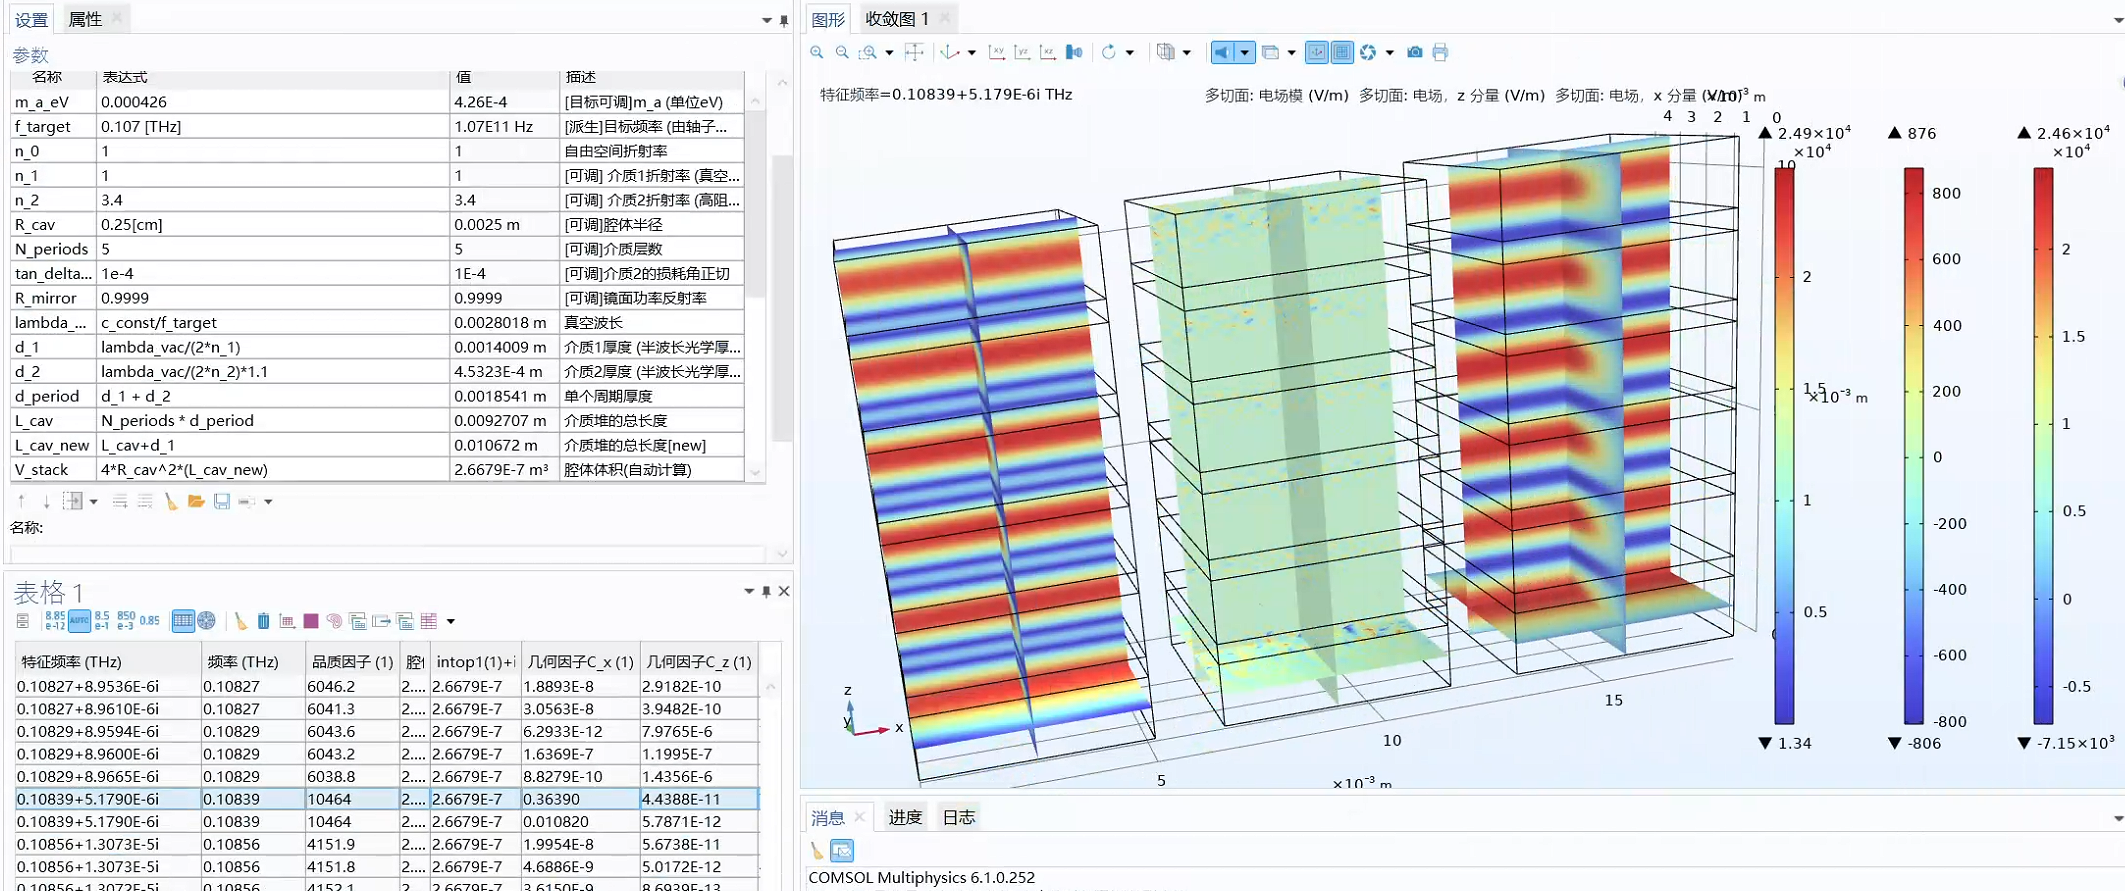 设置 属性
参数
名称 表达式 值 描述
m_a_eV 0.000426 4.26E-4 [目标可调]m_a (单位eV)
f_target 0.107 [THz] 1.07E11 Hz [派生]目标频率 (由轴子...
n_0 1 1 自由空间折射率
n_1 1 1 [可调] 介质1折射率 (真空...
n_2 3.4 3.4 [可调] 介质2折射率 (高阻...
R_cav 0.25[cm] 0.0025 m [可调]腔体半径
N_periods 5 5 [可调]介质层数
tan_delta... 1e-4 1E-4 [可调]介质2的损耗角正切
R_mirror 0.9999 0.9999 [可调]镜面功率反射率
lambda_... c_const/f_target 0.0028018 m 真空波长
d_1 lambda_vac/(2*n_1) 0.0014009 m 介质1厚度 (半波长光学厚...
d_2 lambda_vac/(2*n_2)*1.1 4.5323E-4 m 介质2厚度 (半波长光学厚...
d_period d_1 + d_2 0.0018541 m 单个周期厚度
L_cav N_periods * d_period 0.0092707 m 介质堆的总长度
L_cav_new L_cav+d_1 0.010672 m 介质堆的总长度[new]
V_stack 4*R_cav^2*(L_cav_new) 2.6679E-7 m³ 腔体体积(自动计算)
名称:
表格 1
8.85 e-12 AUTO 8.5 e-1 850 e-3 0.85
特征频率 (THz) 频率 (THz) 品质因子 (1) intop1(1)+i 几何因子C_x (1) 几何因子C_z (1)
0.10827+8.9536E-6i 0.10827 6046.2 2.... 2.6679E-7 1.8893E-8 2.9182E-10
0.10827+8.9610E-6i 0.10827 6041.3 2.... 2.6679E-7 3.0563E-8 3.9482E-10
0.10829+8.9594E-6i 0.10829 6043.6 2.... 2.6679E-7 6.2933E-12 7.9765E-6
0.10829+8.9600E-6i 0.10829 6043.2 2.... 2.6679E-7 1.6369E-7 1.1995E-7
0.10829+8.9665E-6i 0.10829 6038.8 2.... 2.6679E-7 8.8279E-10 1.4356E-6
0.10839+5.1790E-6i 0.10839 10464 2.... 2.6679E-7 0.36390 4.4388E-11
0.10839+5.1790E-6i 0.10839 10464 2.... 2.6679E-7 0.010820 5.7871E-12
0.10856+1.3073E-5i 0.10856 4151.9 2.... 2.6679E-7 1.9954E-8 5.6738E-11
0.10856+1.3073E-5i 0.10856 4151.8 2.... 2.6679E-7 4.6886E-9 5.0172E-12
0.10856+1.3072E-5i 0.10856 4152.1 2.... 2.6679E-7 3.6150E-9 8.6939E-13
图形 收敛图 1
特征频率=0.10839+5.179E-6i THz
多切面: 电场模 (V/m) 多切面: 电场，z 分量 (V/m) 多切面: 电场，x 分量 (V/m)
×10⁻³ m
4 3 2 1 0
▲ 2.49×10⁴ ▲ 876 ▲ 2.46×10⁴
×10⁴ ×10⁴
10
2
1.5
1
0.5
0
▼ 1.34
800
600
400
200
0
-200
-400
-600
-800
▼ -806
2
1.5
1
0.5
0
-0.5
▼ -7.15×10³
×10⁻³ m
z
y
x
5
10
15
×10⁻³ m
消息 进度 日志
COMSOL Multiphysics 6.1.0.252